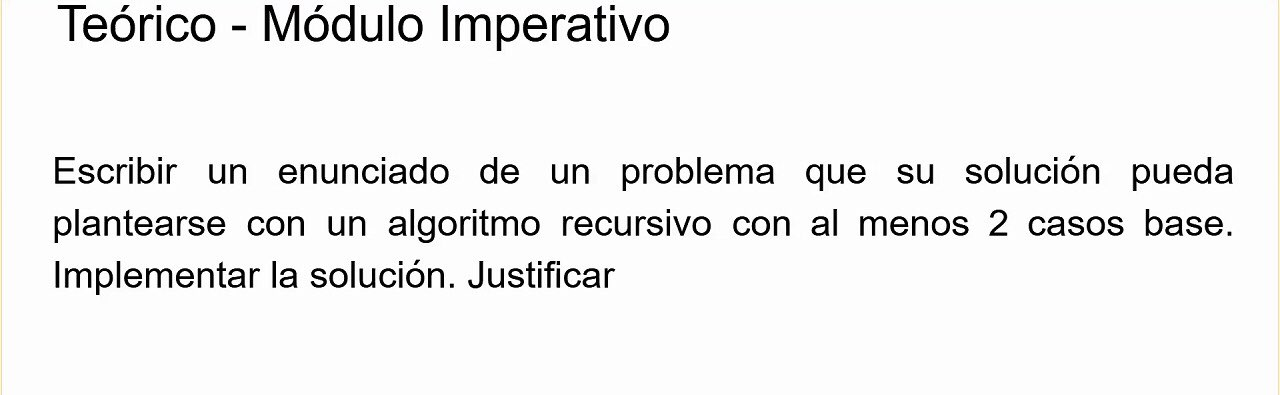 Teórico - Módulo Imperativo
Escribir un enunciado de un problema que su solución pueda
plantearse con un algoritmo recursivo con al menos 2 casos base.
Implementar la solución. Justificar